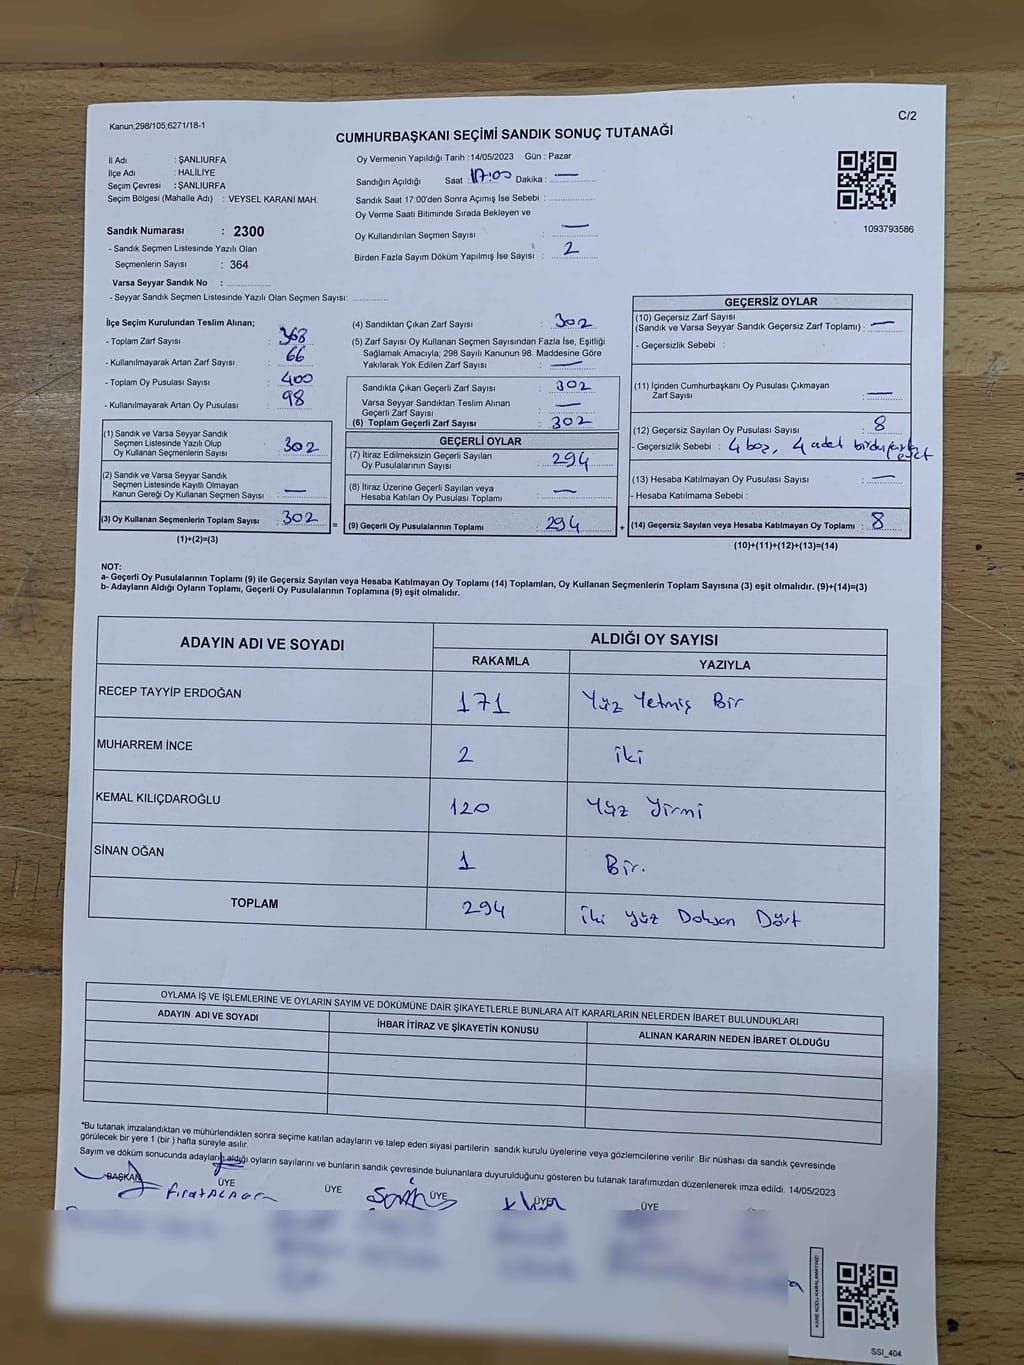 Kanun;298/105;6271/18-1
C/2
CUMHURBAŞKANI SEÇİMİ SANDIK SONUÇ TUTANAĞI
İl Adı : ŞANLIURFA
İlçe Adı : HALİLİYE
Seçim Çevresi : ŞANLIURFA
Seçim Bölgesi (Mahalle Adı) : VEYSEL KARANİ MAH.
Sandık Numarası : 2300
- Sandık Seçmen Listesinde Yazılı Olan
Seçmenlerin Sayısı : 364
Varsa Seyyar Sandık No :
- Seyyar Sandık Seçmen Listesinde Yazılı Olan Seçmen Sayısı:
Oy Vermenin Yapıldığı Tarih :14/05/2023 Gün : Pazar
Sandığın Açıldığı Saat : 17:00 Dakika : —
Sandık Saat 17:00'den Sonra Açımış İse Sebebi :
Oy Verme Saati Bitiminde Sırada Bekleyen ve
Oy Kullandırılan Seçmen Sayısı : —
Birden Fazla Sayım Döküm Yapılmış İse Sayısı : 2
1093793586
İlçe Seçim Kurulundan Teslim Alınan;
- Toplam Zarf Sayısı : 368
- Kullanılmayarak Artan Zarf Sayısı : 66
- Toplam Oy Pusulası Sayısı : 400
- Kullanılmayarak Artan Oy Pusulası : 98
(1) Sandık ve Varsa Seyyar Sandık
Seçmen Listesinde Yazılı Olup
Oy Kullanan Seçmenlerin Sayısı : 302
(2) Sandık ve Varsa Seyyar Sandık
Seçmen Listesinde Kayıtlı Olmayan
Kanun Gereği Oy Kullanan Seçmen Sayısı : —
(3) Oy Kullanan Seçmenlerin Toplam Sayısı : 302
(1)+(2)=(3)
(4) Sandıktan Çıkan Zarf Sayısı : 302
(5) Zarf Sayısı Oy Kullanan Seçmen Sayısından Fazla İse, Eşitliği
Sağlamak Amacıyla, 298 Sayılı Kanunun 98. Maddesine Göre
Yakılarak Yok Edilen Zarf Sayısı : —
Sandıkta Çıkan Geçerli Zarf Sayısı : 302
Varsa Seyyar Sandıktan Teslim Alınan
Geçerli Zarf Sayısı : —
(6) Toplam Geçerli Zarf Sayısı : 302
GEÇERLİ OYLAR
(7) İtiraz Edilmeksizin Geçerli Sayılan
Oy Pusulalarının Sayısı : 294
(8) İtiraz Üzerine Geçerli Sayılan veya
Hesaba Katılan Oy Pusulası Toplamı : —
= (9) Geçerli Oy Pusulalarının Toplamı : 294
GEÇERSİZ OYLAR
(10) Geçersiz Zarf Sayısı
(Sandık ve Varsa Seyyar Sandık Geçersiz Zarf Toplamı) : —
- Geçersizlik Sebebi :
(11) İçinden Cumhurbaşkanı Oy Pusulası Çıkmayan
Zarf Sayısı : —
(12) Geçersiz Sayılan Oy Pusulası Sayısı : 8
- Geçersizlik Sebebi : 4 boş, 4 adet
(13) Hesaba Katılmayan Oy Pusulası Sayısı : —
- Hesaba Katılmama Sebebi :
+ (14) Geçersiz Sayılan veya Hesaba Katılmayan Oy Toplamı : 8
(10)+(11)+(12)+(13)=(14)
NOT:
a- Geçerli Oy Pusulalarının Toplamı (9) ile Geçersiz Sayılan veya Hesaba Katılmayan Oy Toplamı (14) Toplamları, Oy Kullanan Seçmenlerin Toplam Sayısına (3) eşit olmalıdır. (9)+(14)=(3)
b- Adayların Aldığı Oyların Toplamı, Geçerli Oy Pusulalarının Toplamına (9) eşit olmalıdır.
ADAYIN ADI VE SOYADI ALDIĞI OY SAYISI
RAKAMLA YAZIYLA
RECEP TAYYİP ERDOĞAN 171 Yüz Yetmiş Bir
MUHARREM İNCE 2 iki
KEMAL KILIÇDAROĞLU 120 Yüz Yirmi
SİNAN OĞAN 1 Bir.
TOPLAM 294 iki yüz Doksan Dört
OYLAMA İŞ VE İŞLEMLERİNE VE OYLARIN SAYIM VE DÖKÜMÜNE DAİR ŞİKAYETLERLE BUNLARA AİT KARARLARIN NELERDEN İBARET BULUNDUKLARI
ADAYIN ADI VE SOYADI İHBAR İTİRAZ VE ŞİKAYETİN KONUSU ALINAN KARARIN NEDEN İBARET OLDUĞU
*Bu tutanak imzalandıktan ve mühürlendikten sonra seçime katılan adayların ve talep eden siyasi partilerin sandık kurulu üyelerine veya gözlemcilerine verilir .Bir nüshası da sandık çevresinde
görülecek bir yere 1 (bir ) hafta süreyle asılır.
Sayım ve döküm sonucunda adayların aldığı oyların sayılarını ve bunların sandık çevresinde bulunanlara duyurulduğunu gösteren bu tutanak tarafımızdan düzenlenerek imza edildi. 14/05/2023
BAŞKAN ÜYE ÜYE ÜYE ÜYE ÜYE
KARE KODU KARALAMAYINIZ!
SSI_404